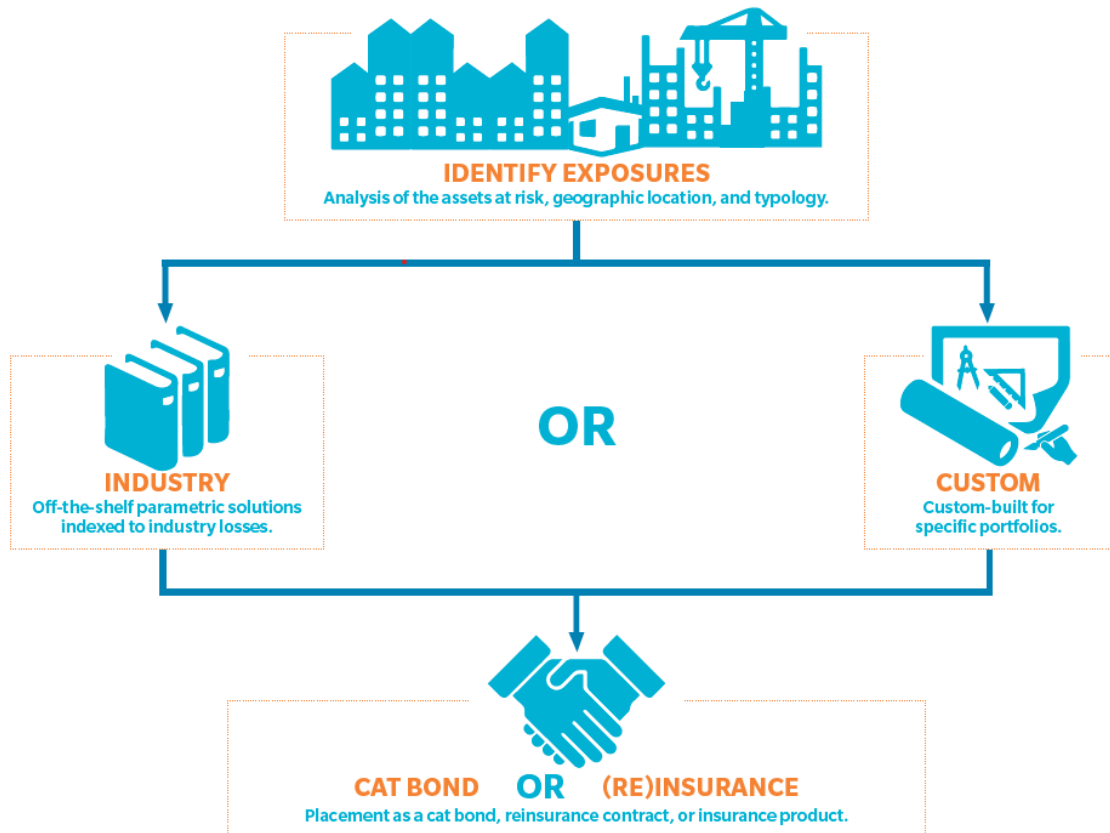 IDENTIFY EXPOSURES
Analysis of the assets at risk, geographic location, and typology.
OR
INDUSTRY
Off-the-shelf parametric solutions
indexed to industry losses.
CUSTOM
Custom-built for
specific portfolios.
CAT BOND OR (RE)INSURANCE
Placement as a cat bond, reinsurance contract, or insurance product.